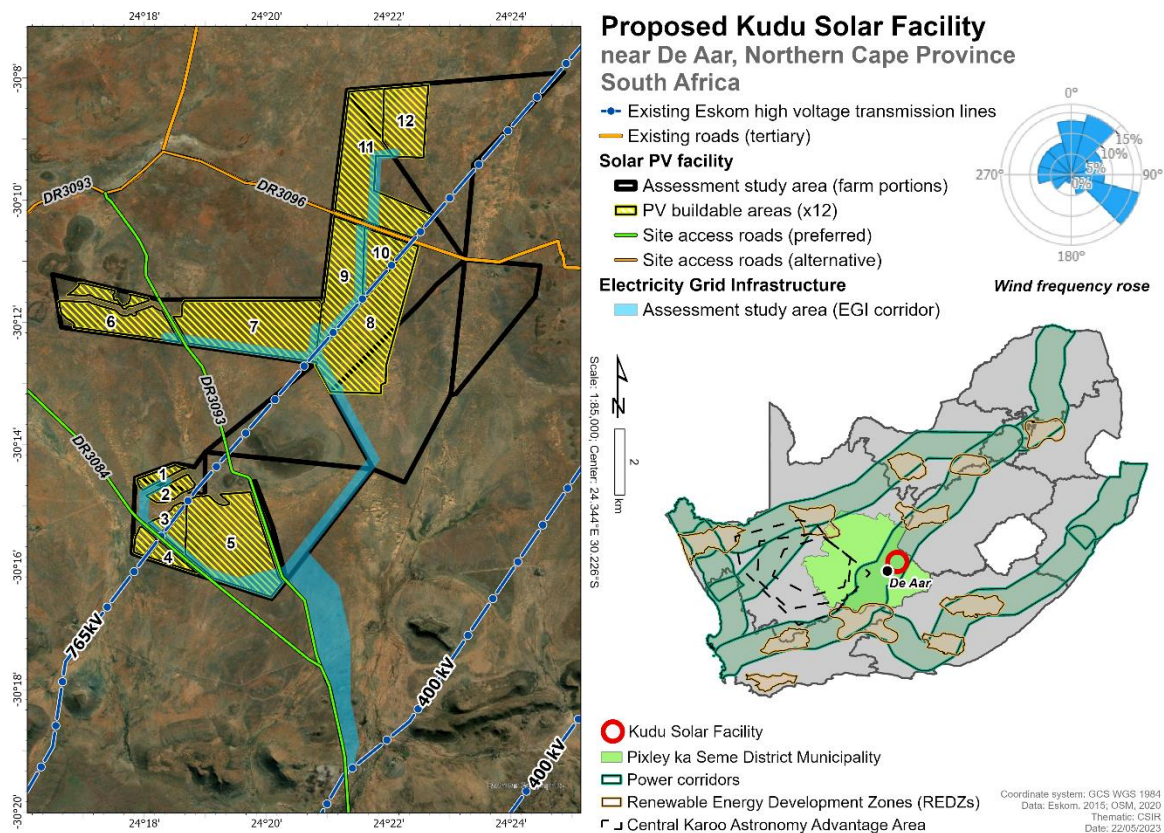 24°18'
24°20'
24°22'
24°24'
-30°8'
-30°10'
-30°12'
-30°14'
-30°16'
-30°18'
-30°20'
12
11
DR3093
DR3096
10
9
8
6
7
DR3093
DR3084
1
2
3
4
5
765kV
400 kV
400 kV
24°18'
24°20'
24°22'
24°24'
Proposed Kudu Solar Facility
near De Aar, Northern Cape Province
South Africa
Existing Eskom high voltage transmission lines
Existing roads (tertiary)
Solar PV facility
Assessment study area (farm portions)
PV buildable areas (x12)
Site access roads (preferred)
Site access roads (alternative)
Electricity Grid Infrastructure
Assessment study area (EGI corridor)
0°
15%
10%
5%
0%
270°
90°
180°
Wind frequency rose
Scale: 1:85,000; Center: 24.344°E 30.226°S
N
2
km
De Aar
Kudu Solar Facility
Pixley ka Seme District Municipality
Power corridors
Renewable Energy Development Zones (REDZs)
Central Karoo Astronomy Advantage Area
Coordinate system: GCS WGS 1984
Data: Eskom. 2015; OSM, 2020
Thematic: CSIR
Date: 22/05/2023